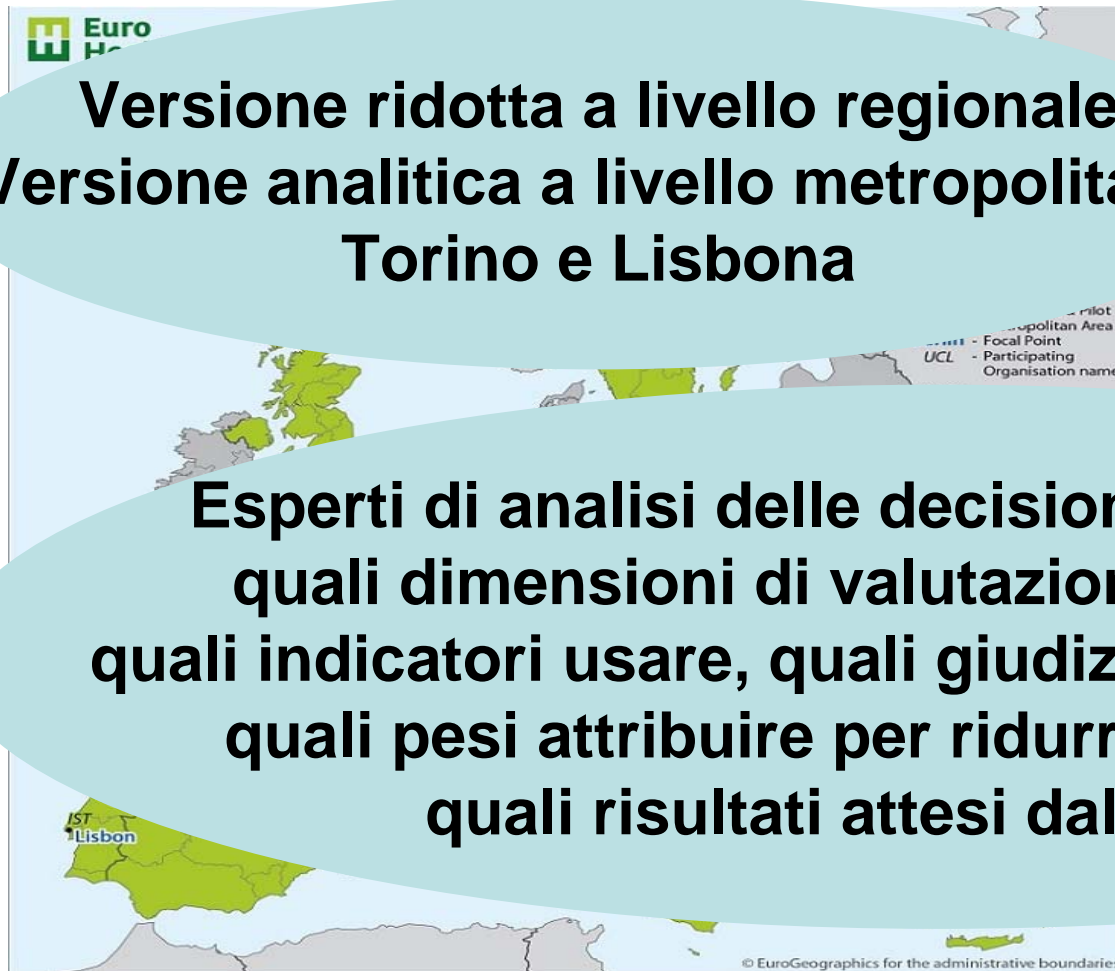 Euro
Versione ridotta a livello regionale
Versione analitica a livello metropolita
Torino e Lisbona
Pilot
opolitan Area
- Focal Point
UCL - Participating
Organisation name
Esperti di analisi delle decision
quali dimensioni di valutazion
quali indicatori usare, quali giudiz
quali pesi attribuire per ridurr
quali risultati attesi dal
IST
Lisbon
© EuroGeographics for the administrative boundarie